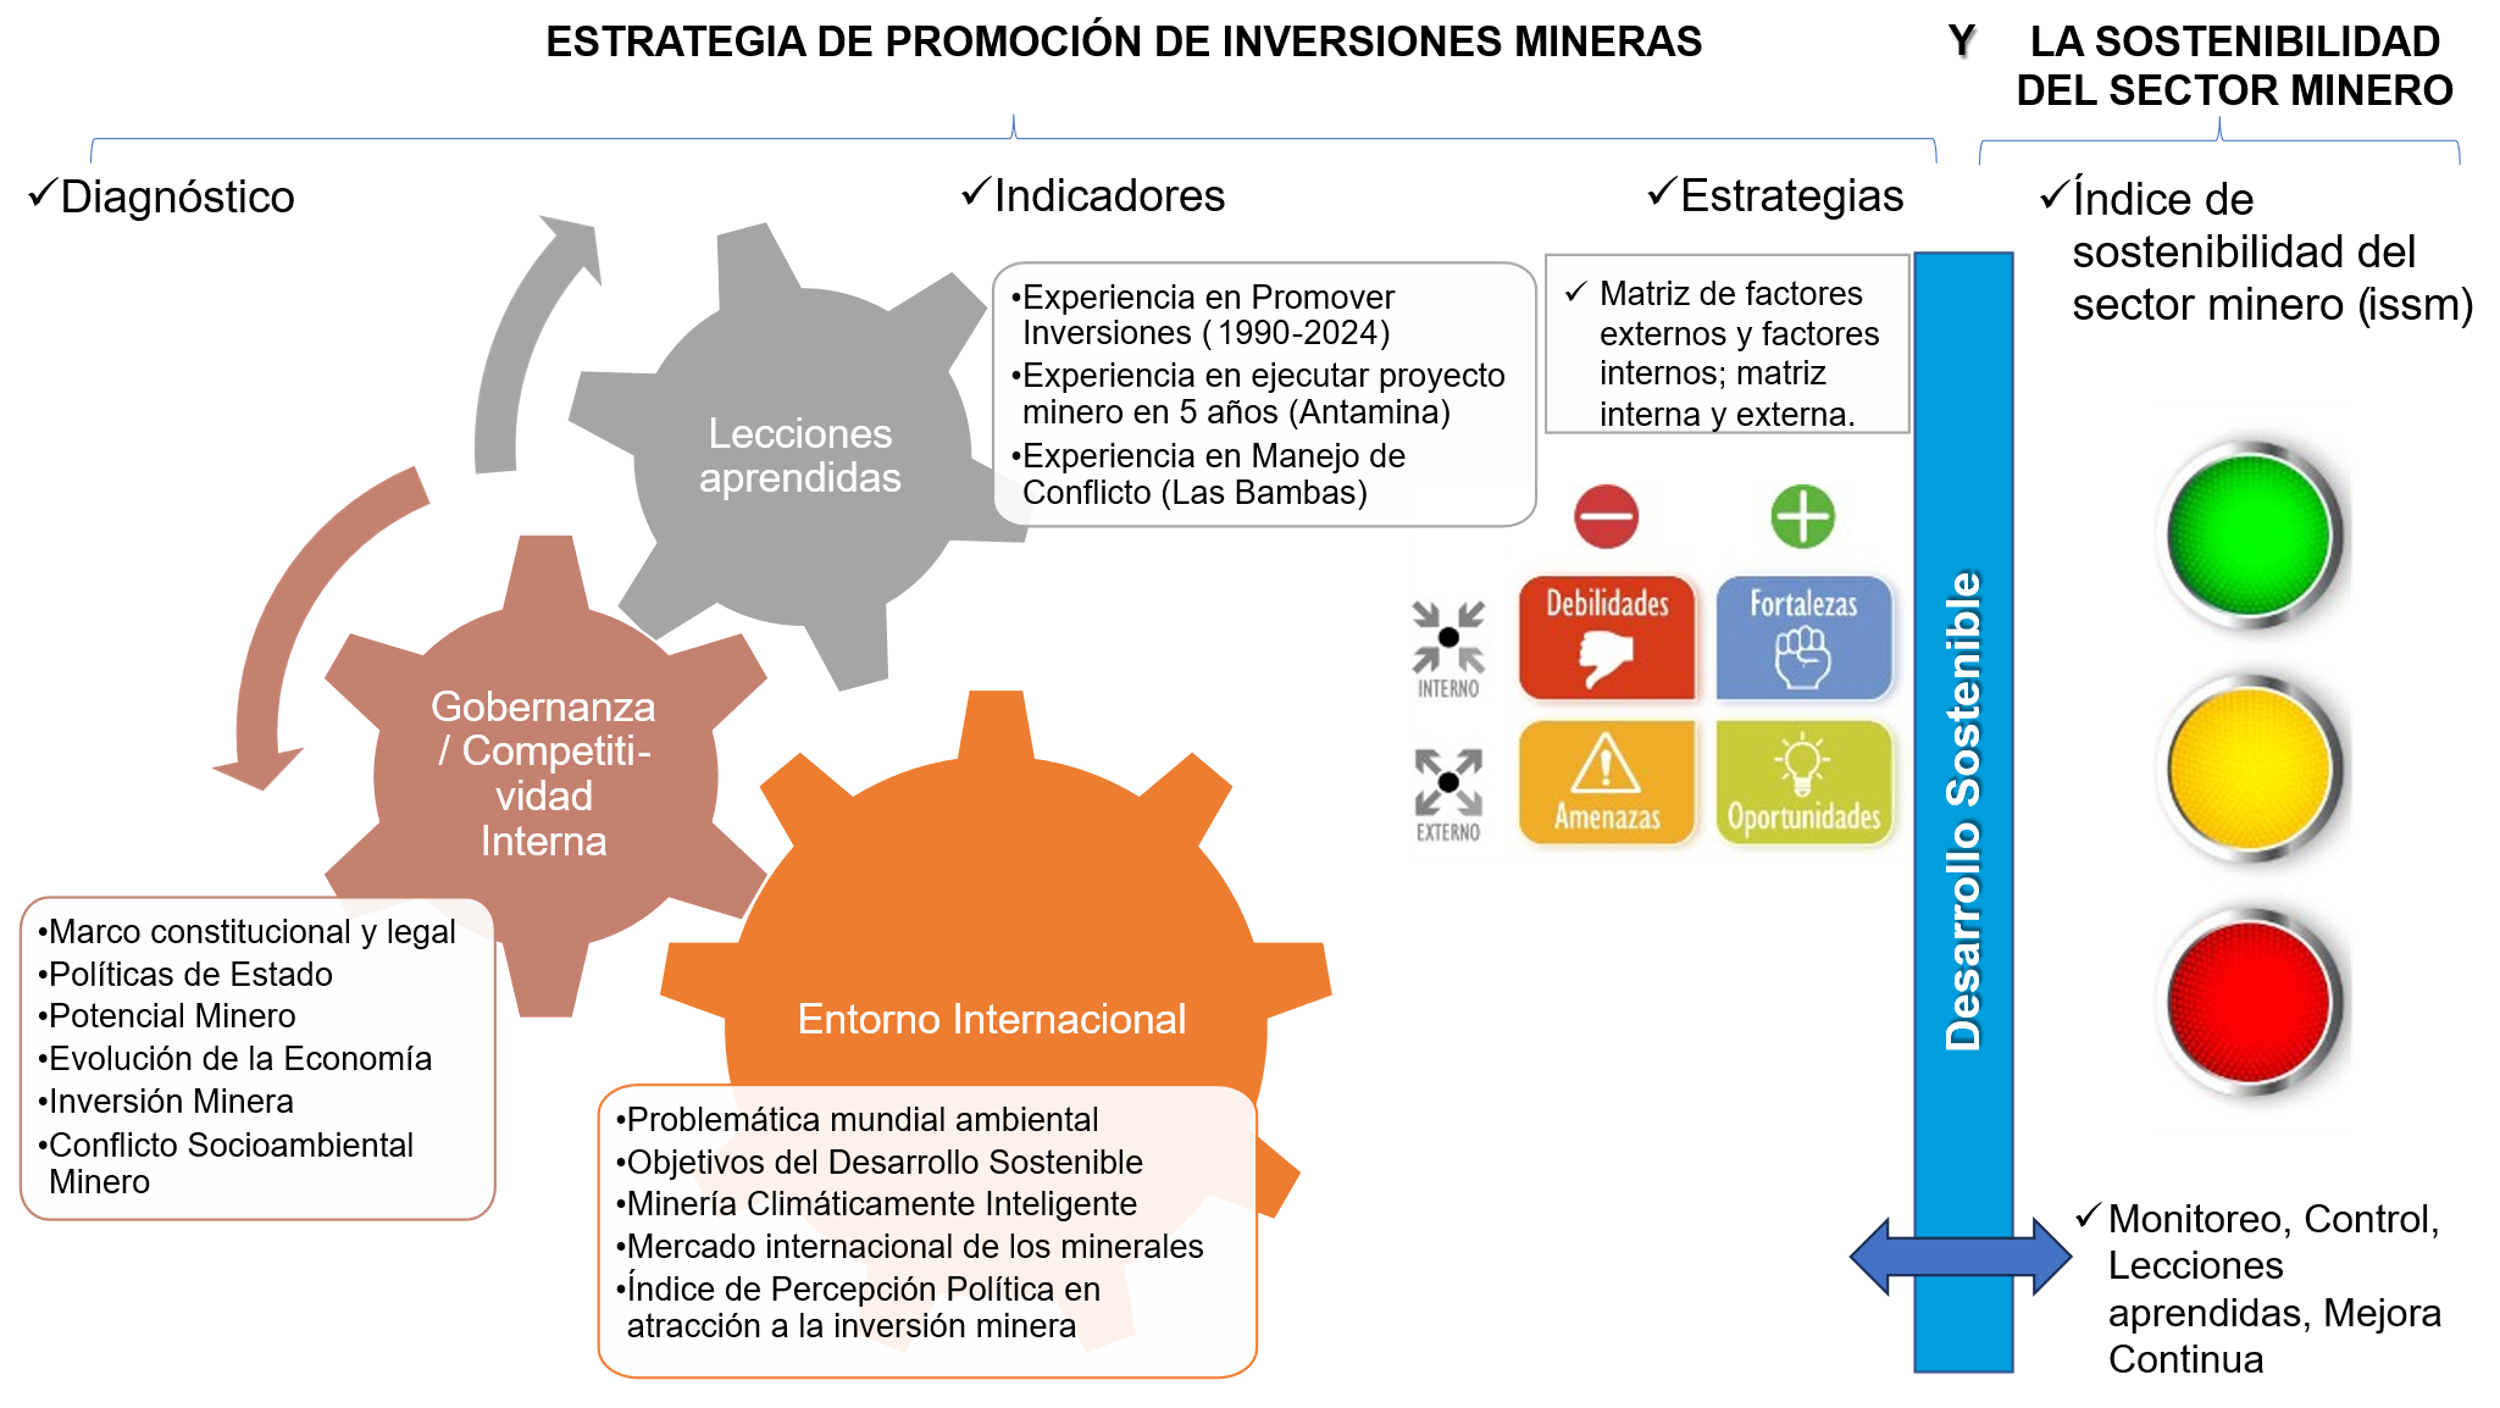 ESTRATEGIA DE PROMOCIÓN DE INVERSIONES MINERAS Y LA SOSTENIBILIDAD
DEL SECTOR MINERO
✓Diagnóstico
✓Indicadores
✓Estrategias
✓Índice de
sostenibilidad del
sector minero (issm)
Lecciones
aprendidas
•Experiencia en Promover
Inversiones (1990-2024)
•Experiencia en ejecutar proyecto
minero en 5 años (Antamina)
•Experiencia en Manejo de
Conflicto (Las Bambas)
✓ Matriz de factores
externos y factores
internos; matriz
interna y externa.
Gobernanza
/ Competiti-
vidad
Interna
•Marco constitucional y legal
•Políticas de Estado
•Potencial Minero
•Evolución de la Economía
•Inversión Minera
•Conflicto Socioambiental
Minero
Entorno Internacional
•Problemática mundial ambiental
•Objetivos del Desarrollo Sostenible
•Minería Climáticamente Inteligente
•Mercado internacional de los minerales
•Índice de Percepción Política en
atracción a la inversión minera
INTERNO
Debilidades
Fortalezas
EXTERNO
Amenazas
Oportunidades
Desarrollo Sostenible
✓Monitoreo, Control,
Lecciones
aprendidas, Mejora
Continua